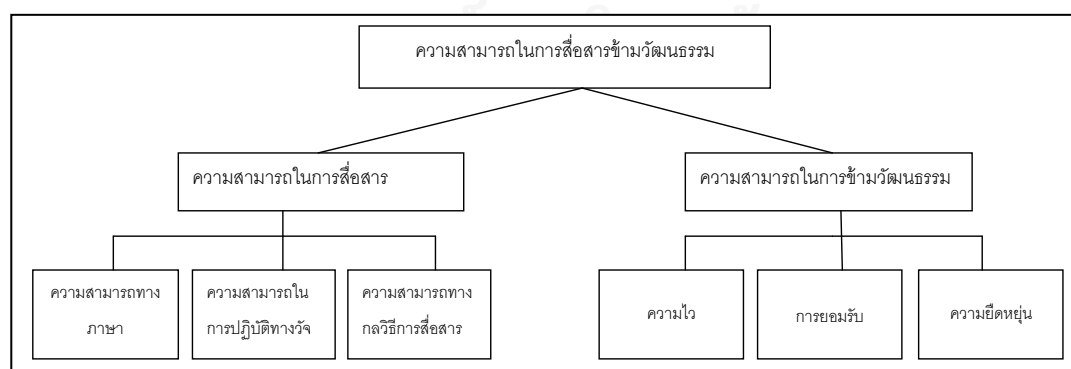 ความสามารถในการสื่อสารข้ามวัฒนธรรม
ความสามารถในการสื่อสาร
ความสามารถในการข้ามวัฒนธรรม
ความสามารถทาง
ภาษา
ความสามารถใน
การปฏิบัติทางวัจ
ความสามารถทาง
กลวิธีการสื่อสาร
ความไว
การยอมรับ
ความยืดหยุ่น